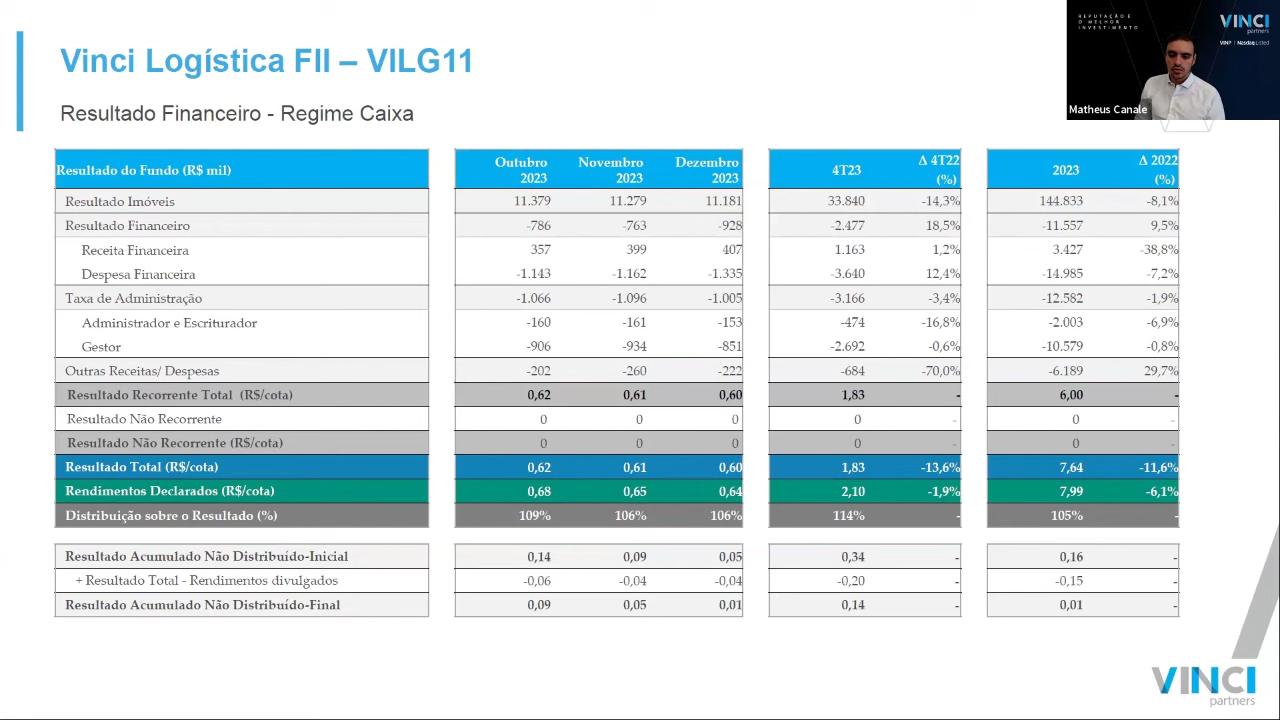 Vinci Logística FII – VILG11
Resultado Financeiro - Regime Caixa
REPUTAÇÃO E
O MELHOR
INVESTIMENTO
VINCI
partners
VINP | Nasdaq Listed
Matheus Canale
Resultado do Fundo (R$ mil) Outubro 2023 Novembro 2023 Dezembro 2023 4T23 Δ 4T22 (%) 2023 Δ 2022 (%)
Resultado Imóveis 11.379 11.279 11.181 33.840 -14,3% 144.833 -8,1%
Resultado Financeiro -786 -763 -928 -2.477 18,5% -11.557 9,5%
Receita Financeira 357 399 407 1.163 1,2% 3.427 -38,8%
Despesa Financeira -1.143 -1.162 -1.335 -3.640 12,4% -14.985 -7,2%
Taxa de Administração -1.066 -1.096 -1.005 -3.166 -3,4% -12.582 -1,9%
Administrador e Escriturador -160 -161 -153 -474 -16,8% -2.003 -6,9%
Gestor -906 -934 -851 -2.692 -0,6% -10.579 -0,8%
Outras Receitas/ Despesas -202 -260 -222 -684 -70,0% -6.189 29,7%
Resultado Recorrente Total (R$/cota) 0,62 0,61 0,60 1,83 - 6,00 -
Resultado Não Recorrente 0 0 0 0 - 0 -
Resultado Não Recorrente (R$/cota) 0 0 0 0 - 0 -
Resultado Total (R$/cota) 0,62 0,61 0,60 1,83 -13,6% 7,64 -11,6%
Rendimentos Declarados (R$/cota) 0,68 0,65 0,64 2,10 -1,9% 7,99 -6,1%
Distribuição sobre o Resultado (%) 109% 106% 106% 114% - 105% -
Resultado Acumulado Não Distribuído-Inicial 0,14 0,09 0,05 0,34 - 0,16 -
+ Resultado Total - Rendimentos divulgados -0,06 -0,04 -0,04 -0,20 - -0,15 -
Resultado Acumulado Não Distribuído-Final 0,09 0,05 0,01 0,14 - 0,01 -
VINCI
partners